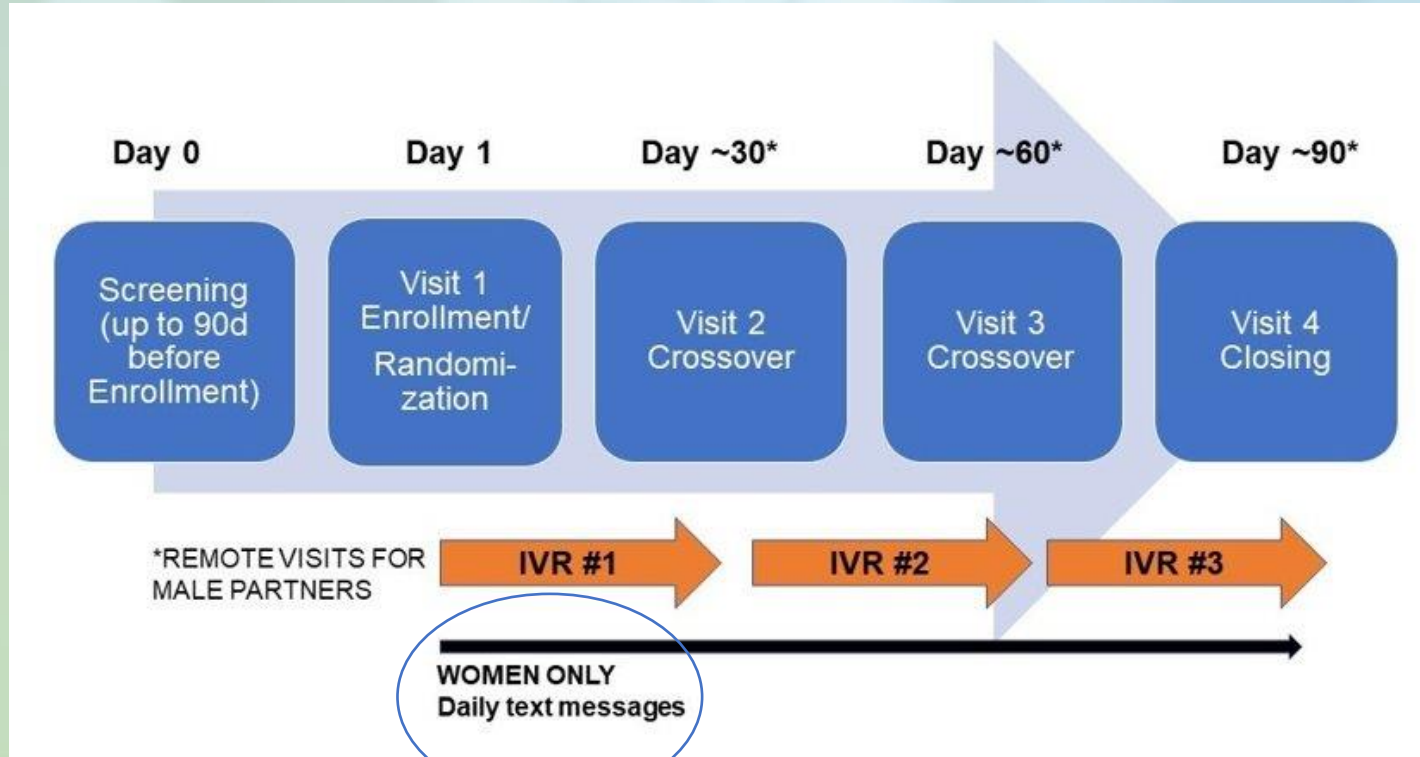 Day 0
Day 1
Day ~30*
Day ~60*
Day ~90*
Screening
(up to 90d
before
Enrollment)
Visit 1
Enrollment/
Randomi-
zation
Visit 2
Crossover
Visit 3
Crossover
Visit 4
Closing
*REMOTE VISITS FOR
MALE PARTNERS
IVR #1
IVR #2
IVR #3
WOMEN ONLY
Daily text messages